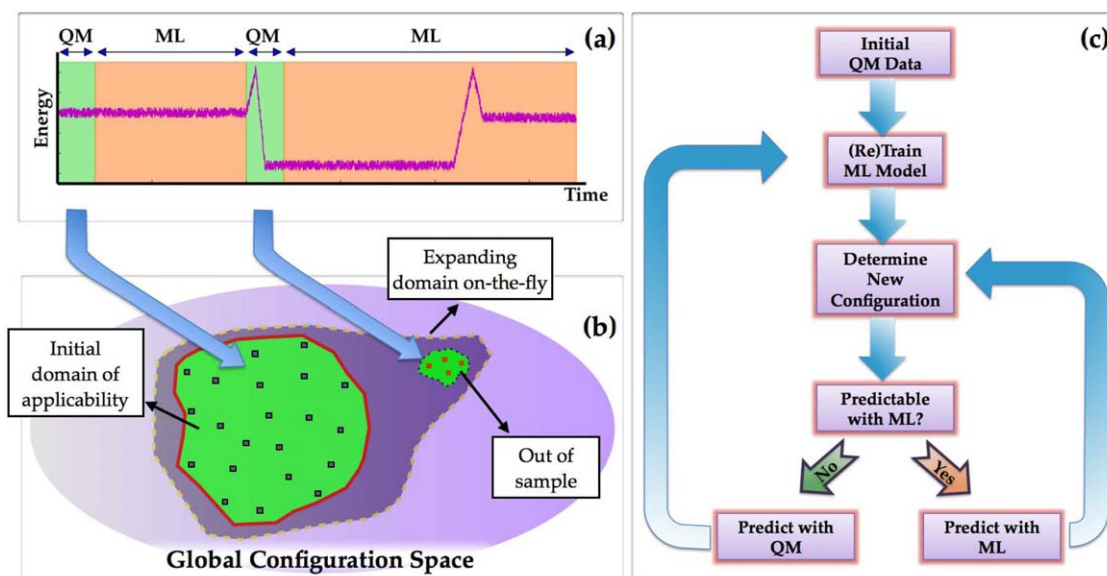 QM
ML
QM
ML
(a)
Energy
Time
Expanding
domain on-the-fly
(b)
Initial
domain of
applicability
Out of
sample
Global Configuration Space
(c)
Initial
QM Data
(Re)Train
ML Model
Determine
New
Configuration
Predictable
with ML?
No
Yes
Predict with
QM
Predict with
ML